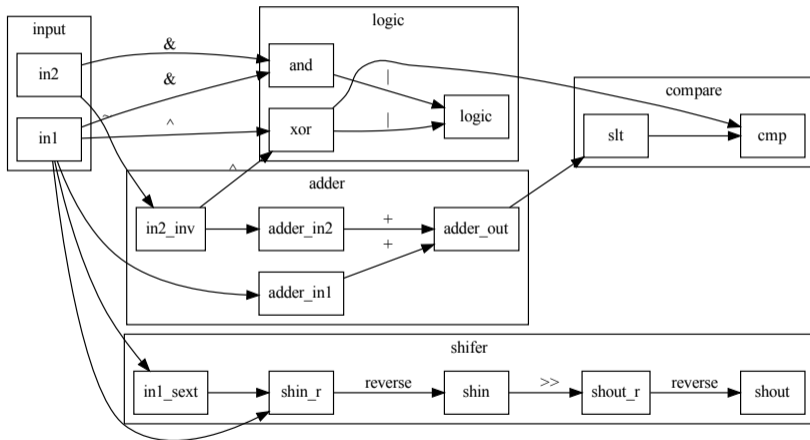 input
in2
in1
&
&
~
^
^
logic
and
xor
|
|
logic
compare
slt
cmp
adder
in2_inv
adder_in2
+
+
adder_out
adder_in1
shifer
in1_sext
shin_r
reverse
shin
>>
shout_r
reverse
shout